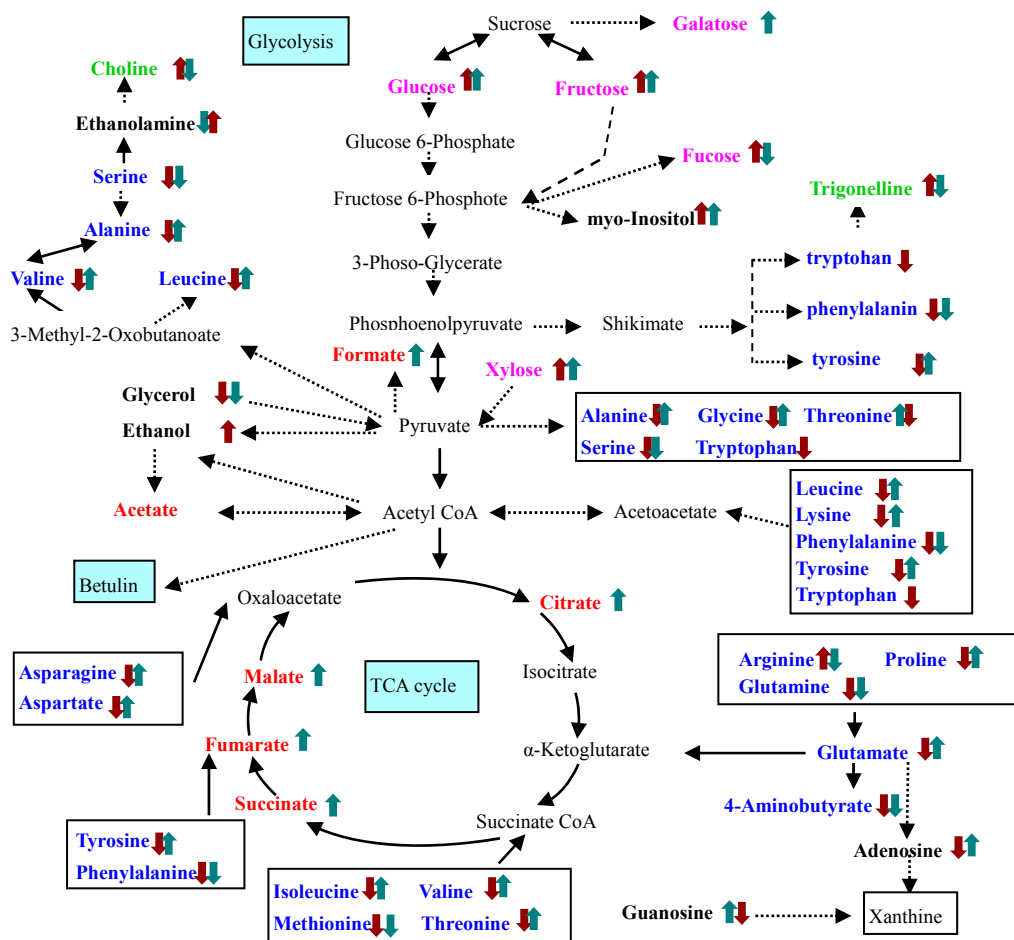 Sucrose
Galatose
Glycolysis
Choline
Glucose
Fructose
Ethanolamine
Glucose 6-Phosphate
Fucose
Serine
Fructose 6-Phosphote
Trigonelline
myo-Inositol
Alanine
3-Phoso-Glycerate
tryptohan
Valine
Leucine
phenylalanin
3-Methyl-2-Oxobutanoate
Phosphoenolpyruvate
Shikimate
Formate
Xylose
tyrosine
Glycerol
Ethanol
Pyruvate
Alanine Glycine Threonine
Serine Tryptophan
Acetate
Acetyl CoA
Acetoacetate
Leucine
Lysine
Phenylalanine
Tyrosine
Tryptophan
Betulin
Oxaloacetate
Citrate
Asparagine
Aspartate
Malate
TCA cycle
Isocitrate
Arginine Proline
Glutamine
Fumarate
α-Ketoglutarate
Glutamate
Succinate
4-Aminobutyrate
Succinate CoA
Tyrosine
Phenylalanine
Adenosine
Isoleucine Valine
Methionine Threonine
Guanosine
Xanthine